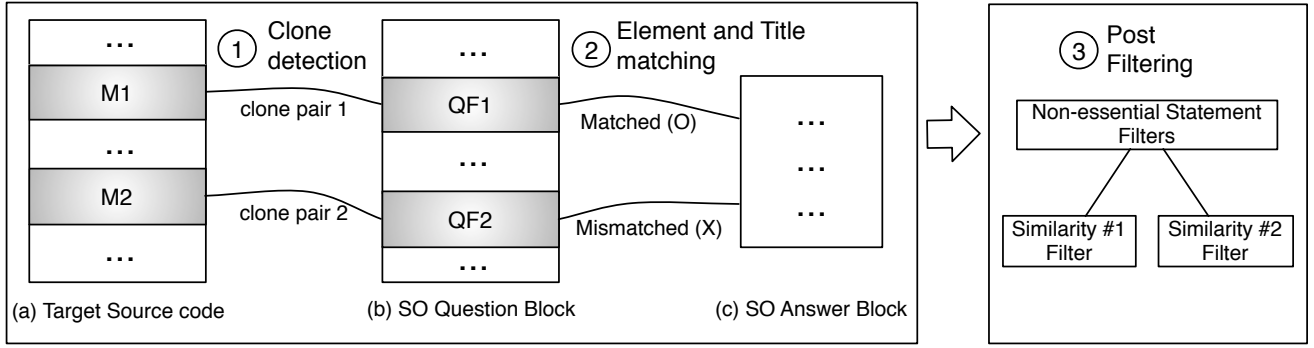 1 Clone
detection
2 Element and Title
matching
...
M1
...
M2
...
clone pair 1
clone pair 2
...
QF1
...
QF2
...
Matched (O)
Mismatched (X)
...
...
...
(a) Target Source code
(b) SO Question Block
(c) SO Answer Block
3 Post
Filtering
Non-essential Statement
Filters
Similarity #1
Filter
Similarity #2
Filter